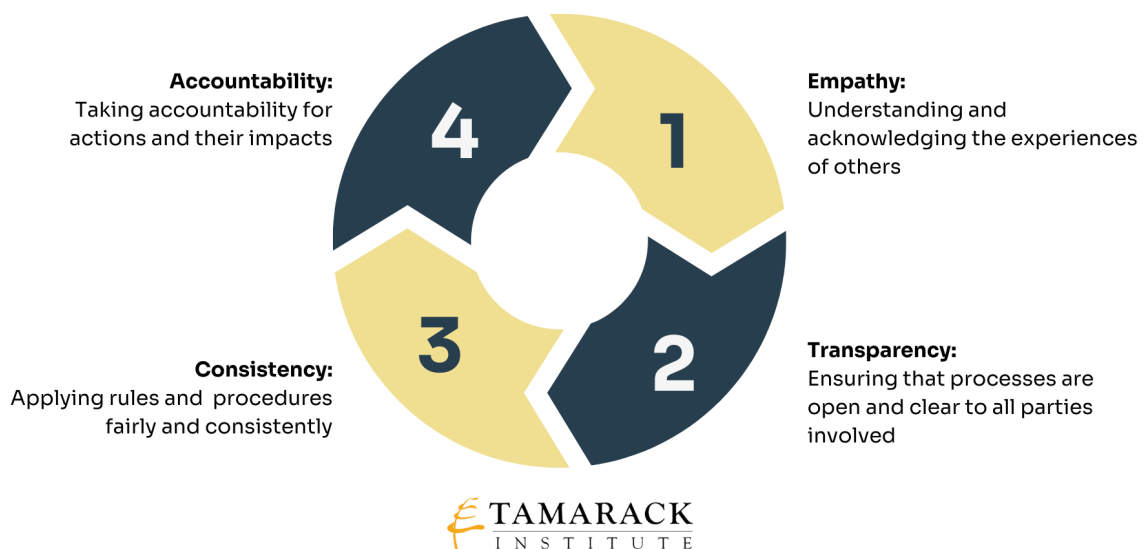 1
Empathy:
Understanding and
acknowledging the experiences
of others
2
Transparency:
Ensuring that processes are
open and clear to all parties
involved
3
Consistency:
Applying rules and  procedures
fairly and consistently
4
Accountability:
Taking accountability for
actions and their impacts
TAMARACK
INSTITUTE